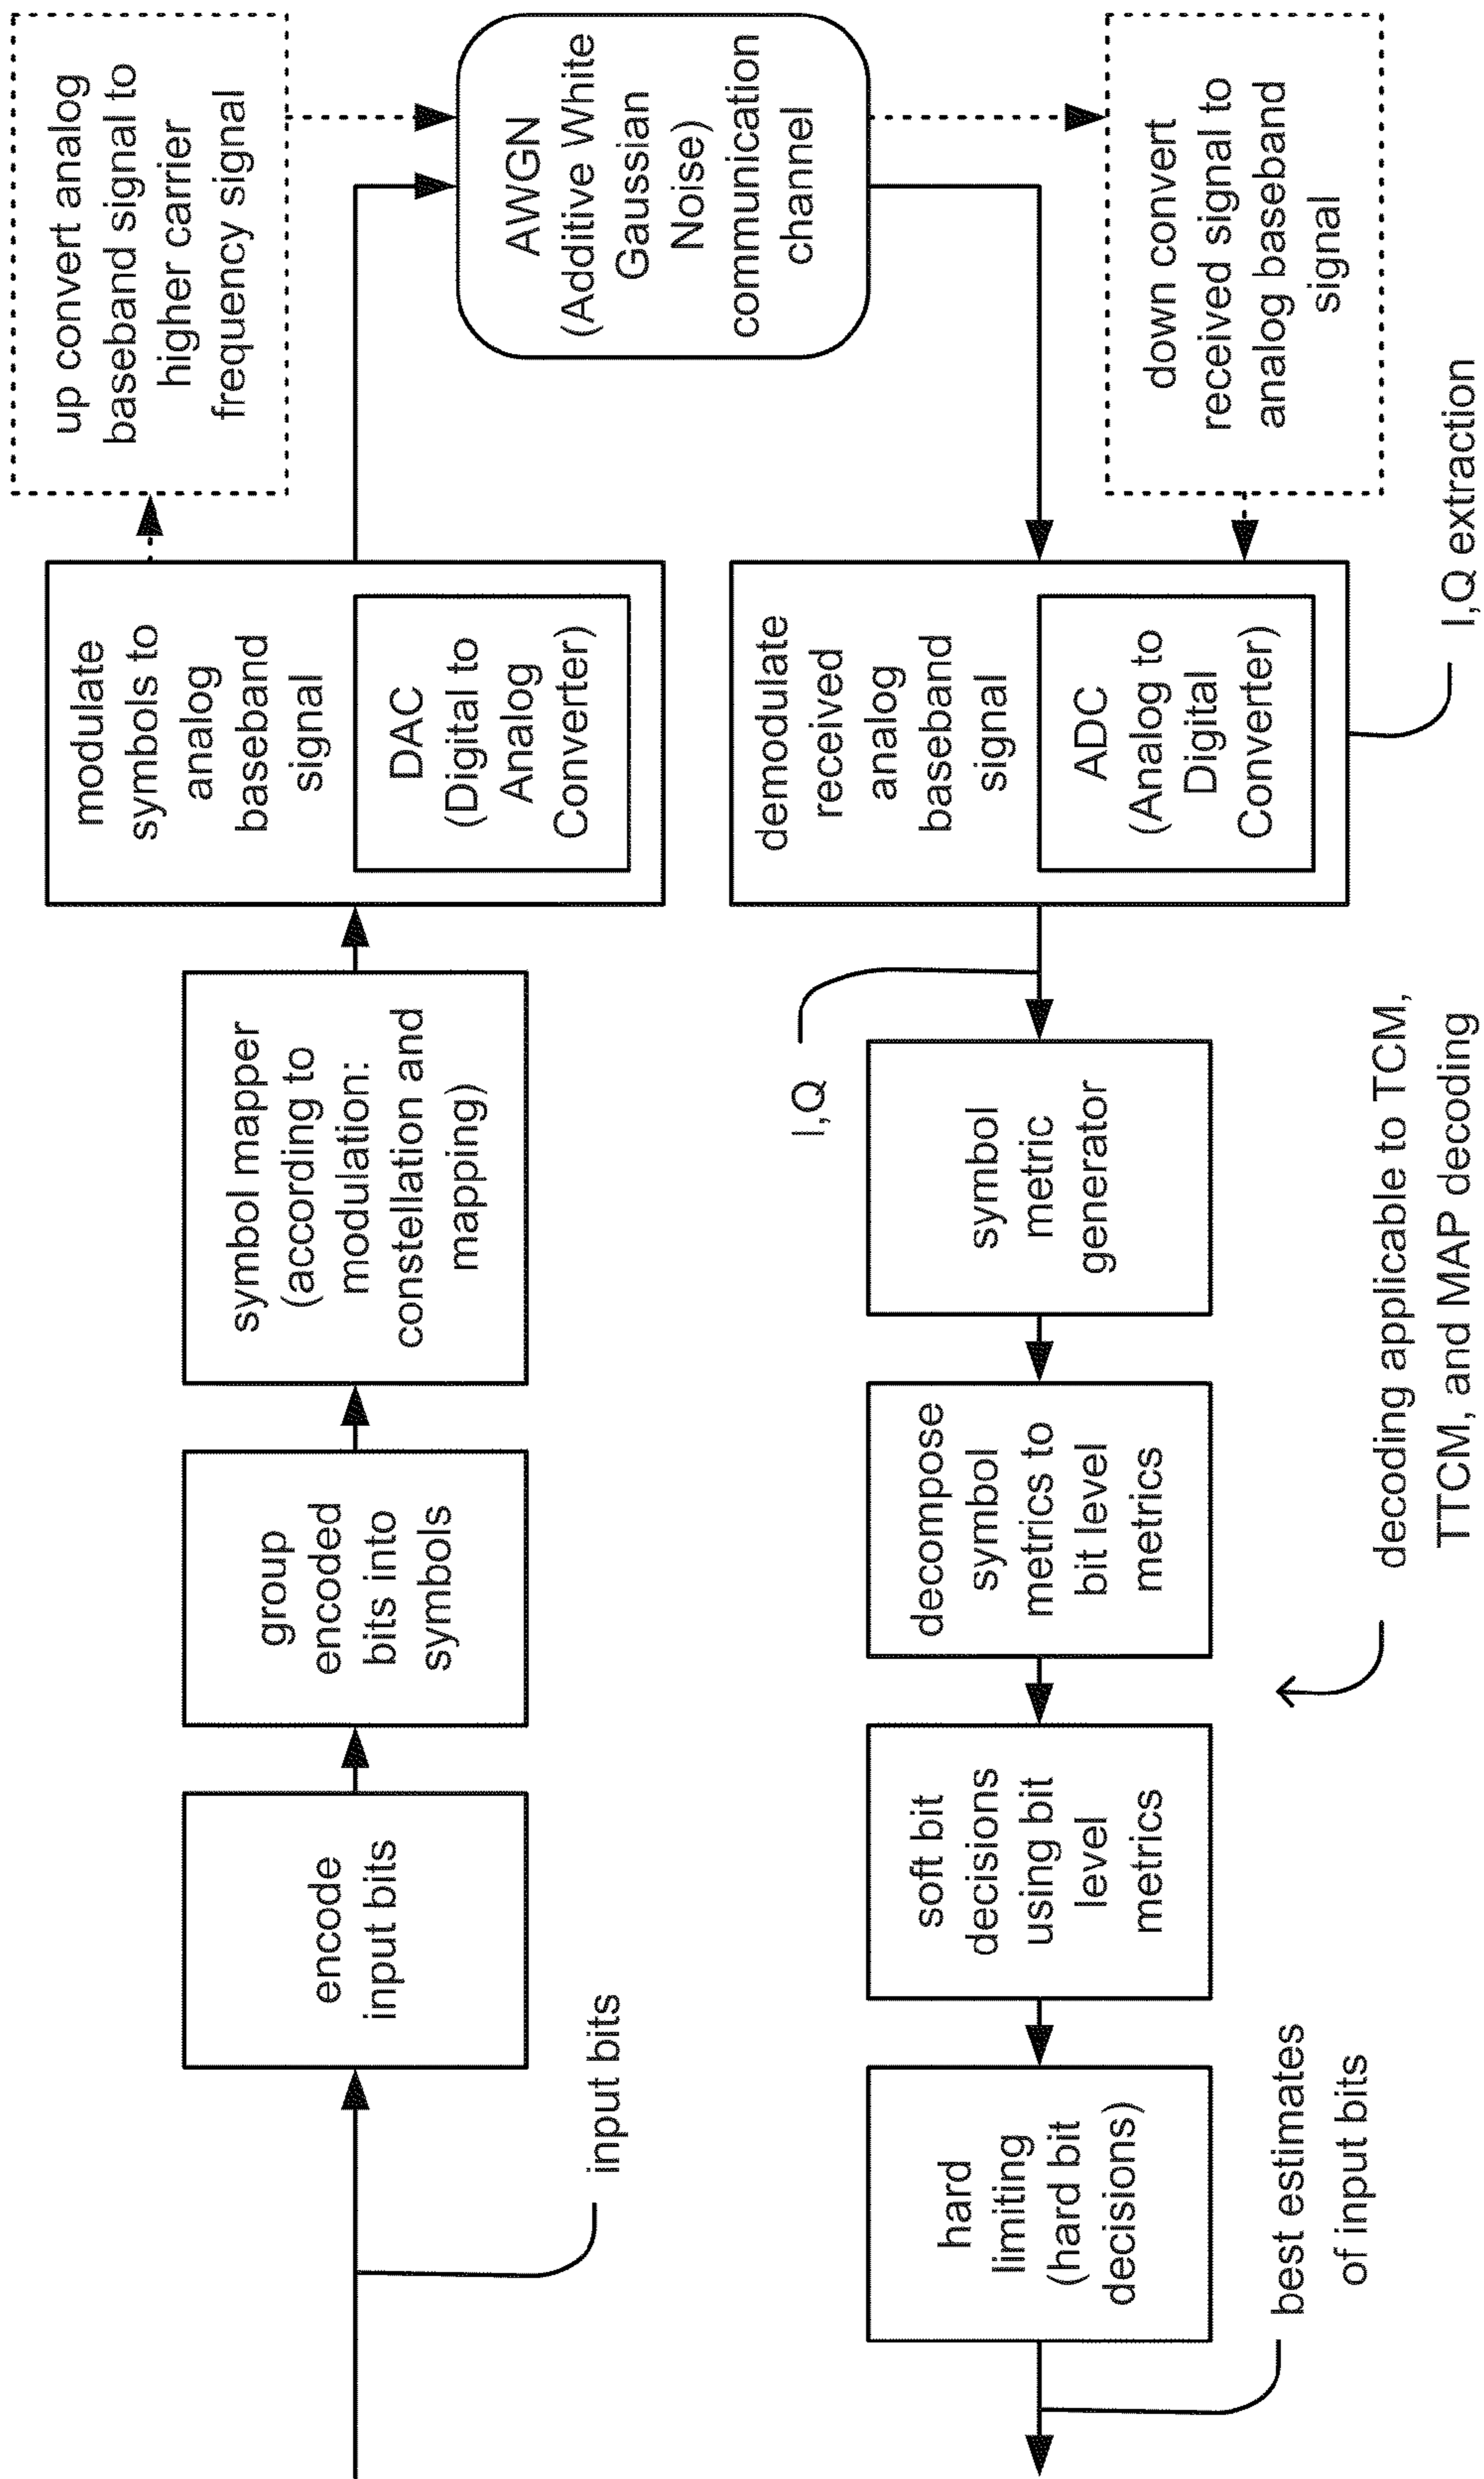 input bits
encode
input bits
group
encoded
bits into
symbols
symbol mapper
(according to
modulation:
constellation and
mapping)
modulate
symbols to
analog
baseband
signal
DAC
(Digital to
Analog
Converter)
up convert analog
baseband signal to
higher carrier
frequency signal
AWGN
(Additive White
Gaussian
Noise)
communication
channel
down convert
received signal to
analog baseband
signal
demodulate
received
analog
baseband
signal
ADC
(Analog to
Digital
Converter)
I,Q extraction
I,Q
symbol
metric
generator
decompose
symbol
metrics to
bit level
metrics
soft bit
decisions
using bit
level
metrics
hard
limiting
(hard bit
decisions)
best estimates
of input bits
decoding applicable to TCM,
TTCM, and MAP decoding